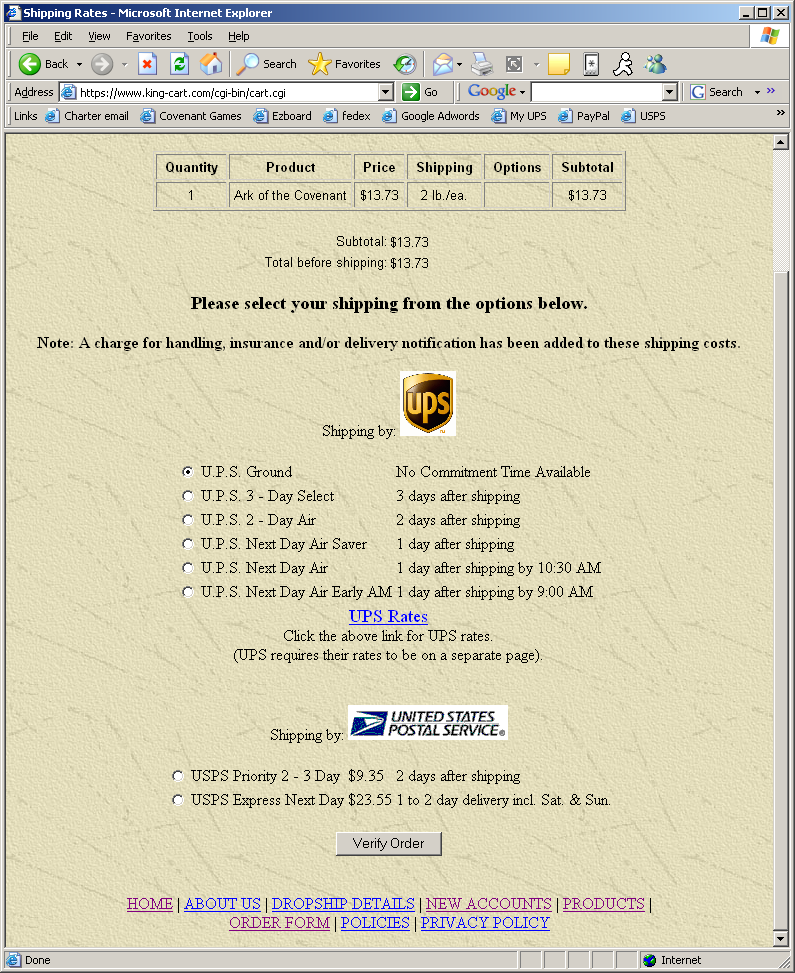 Shipping Rates - Microsoft Internet Explorer
File Edit View Favorites Tools Help
Back Search Favorites
Address https://www.king-cart.com/cgi-bin/cart.cgi Go Google Search »
Links Charter email Covenant Games Ezboard fedex Google Adwords My UPS PayPal USPS »
Quantity Product Price Shipping Options Subtotal
1 Ark of the Covenant $13.73 2 lb./ea. $13.73
Subtotal: $13.73
Total before shipping: $13.73
Please select your shipping from the options below.
Note: A charge for handling, insurance and/or delivery notification has been added to these shipping costs.
ups
Shipping by:
U.P.S. Ground No Commitment Time Available
U.P.S. 3 - Day Select 3 days after shipping
U.P.S. 2 - Day Air 2 days after shipping
U.P.S. Next Day Air Saver 1 day after shipping
U.P.S. Next Day Air 1 day after shipping by 10:30 AM
U.P.S. Next Day Air Early AM 1 day after shipping by 9:00 AM
UPS Rates
Click the above link for UPS rates.
(UPS requires their rates to be on a separate page).
Shipping by: UNITED STATES
POSTAL SERVICE®
USPS Priority 2 - 3 Day $9.35 2 days after shipping
USPS Express Next Day $23.55 1 to 2 day delivery incl. Sat. & Sun.
Verify Order
HOME | ABOUT US | DROPSHIP DETAILS | NEW ACCOUNTS | PRODUCTS |
ORDER FORM | POLICIES | PRIVACY POLICY
Done Internet